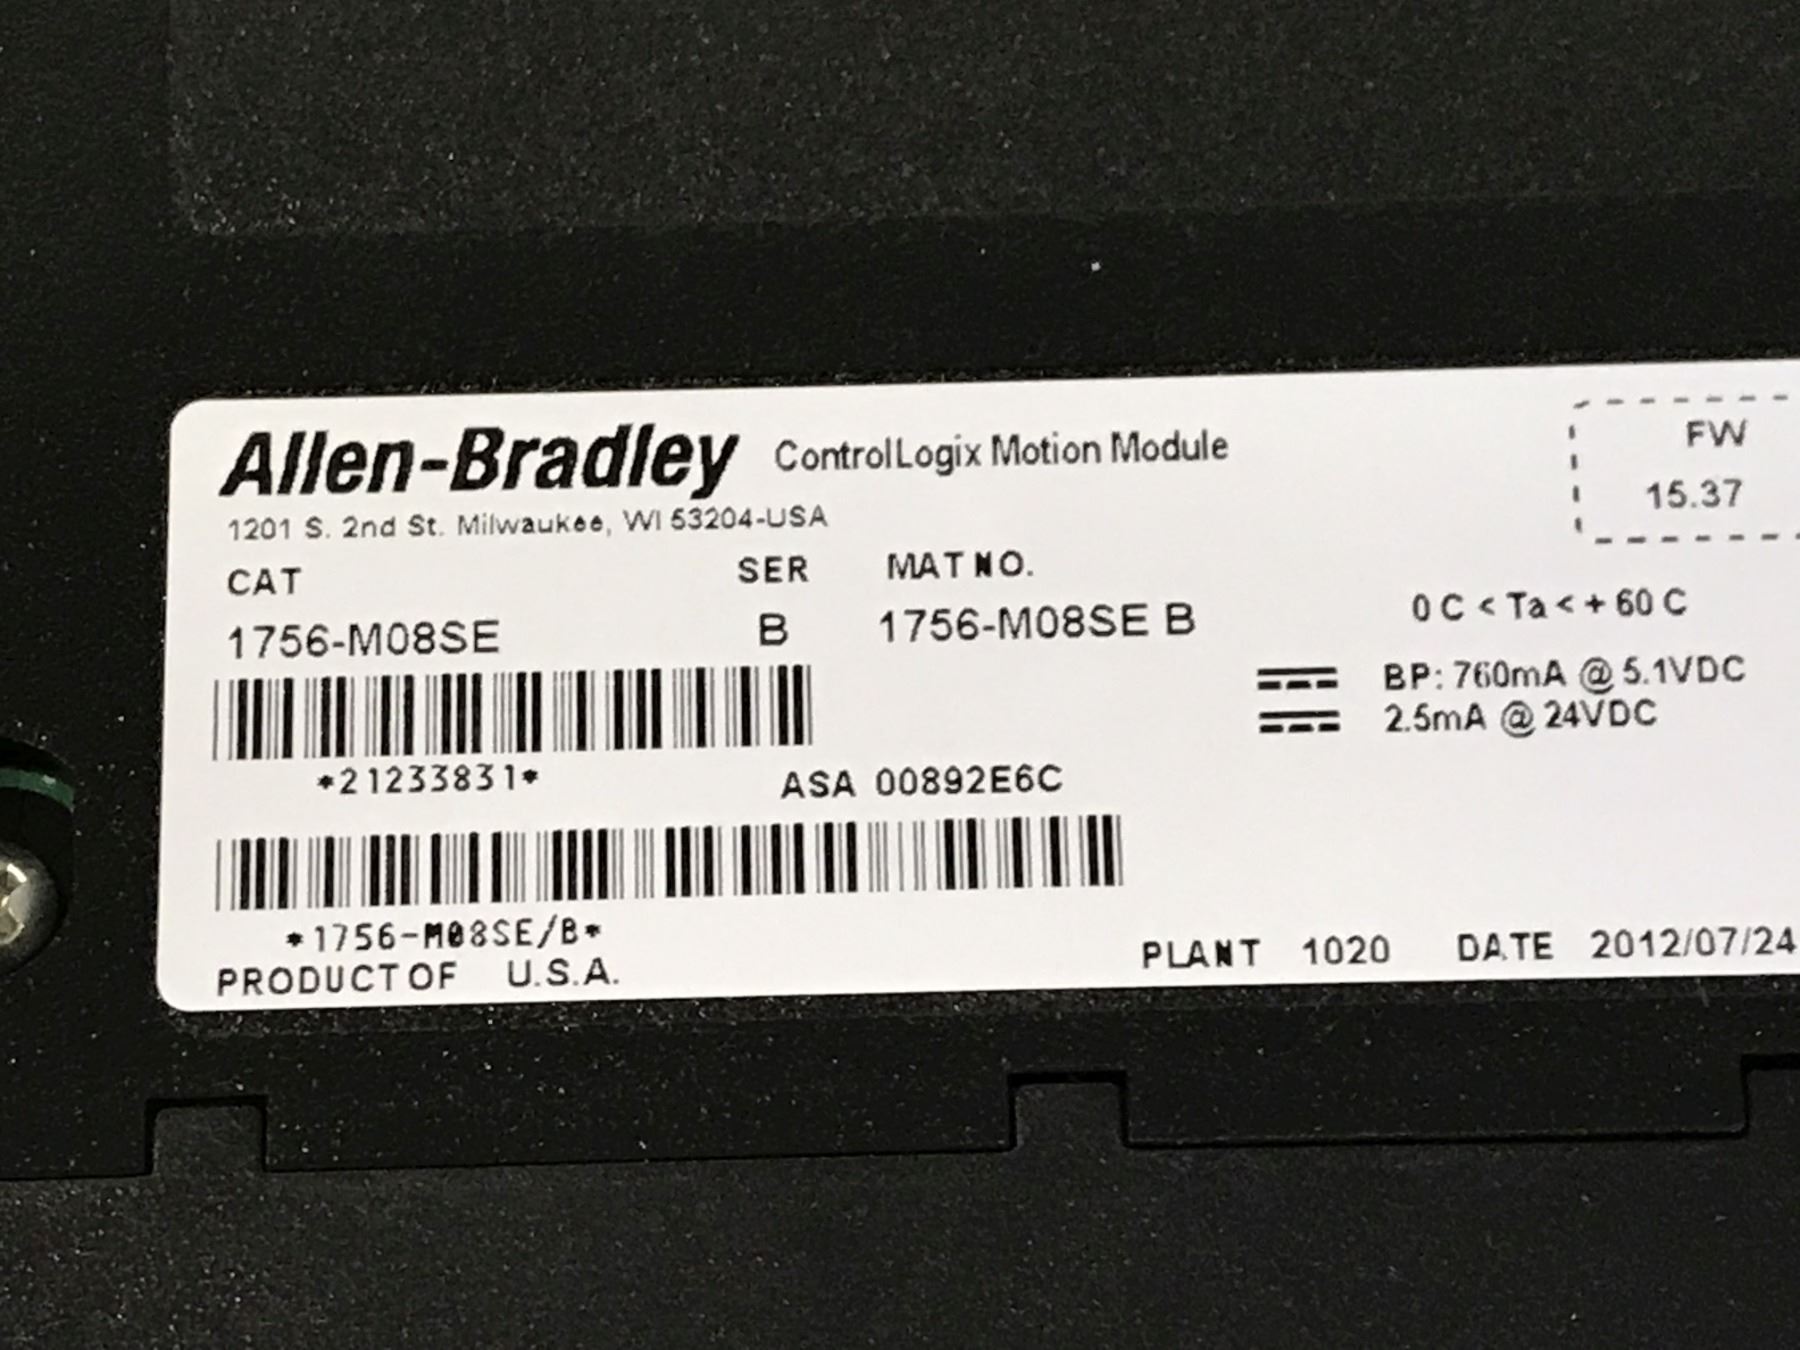 Allen-Bradley ControlLogix Motion Module
1201 S. 2nd St. Milwaukee, WI 53204-USA
FW
15.37
CAT SER MAT NO.
1756-M08SE B 1756-M08SE B
0 C < Ta < + 60 C
BP: 760mA @ 5.1VDC
2.5mA @ 24VDC
*21233831* ASA 00892E6C
*1756-M08SE/B*
PRODUCT OF U.S.A. PLANT 1020 DATE 2012/07/24